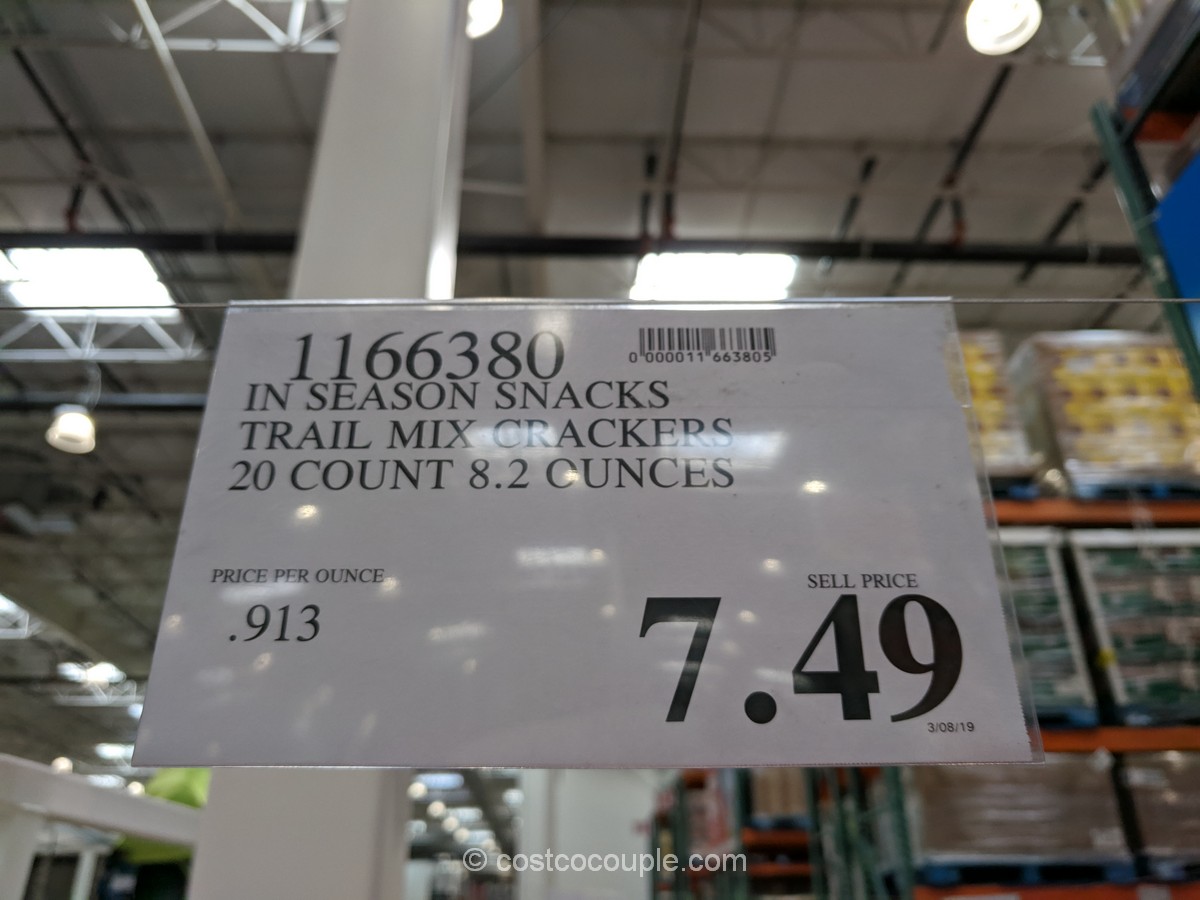 1166380
0 000011 663805
IN SEASON SNACKS
TRAIL MIX CRACKERS
20 COUNT 8.2 OUNCES
PRICE PER OUNCE
.913
SELL PRICE
7.49
3/08/19
© costcocouple.com